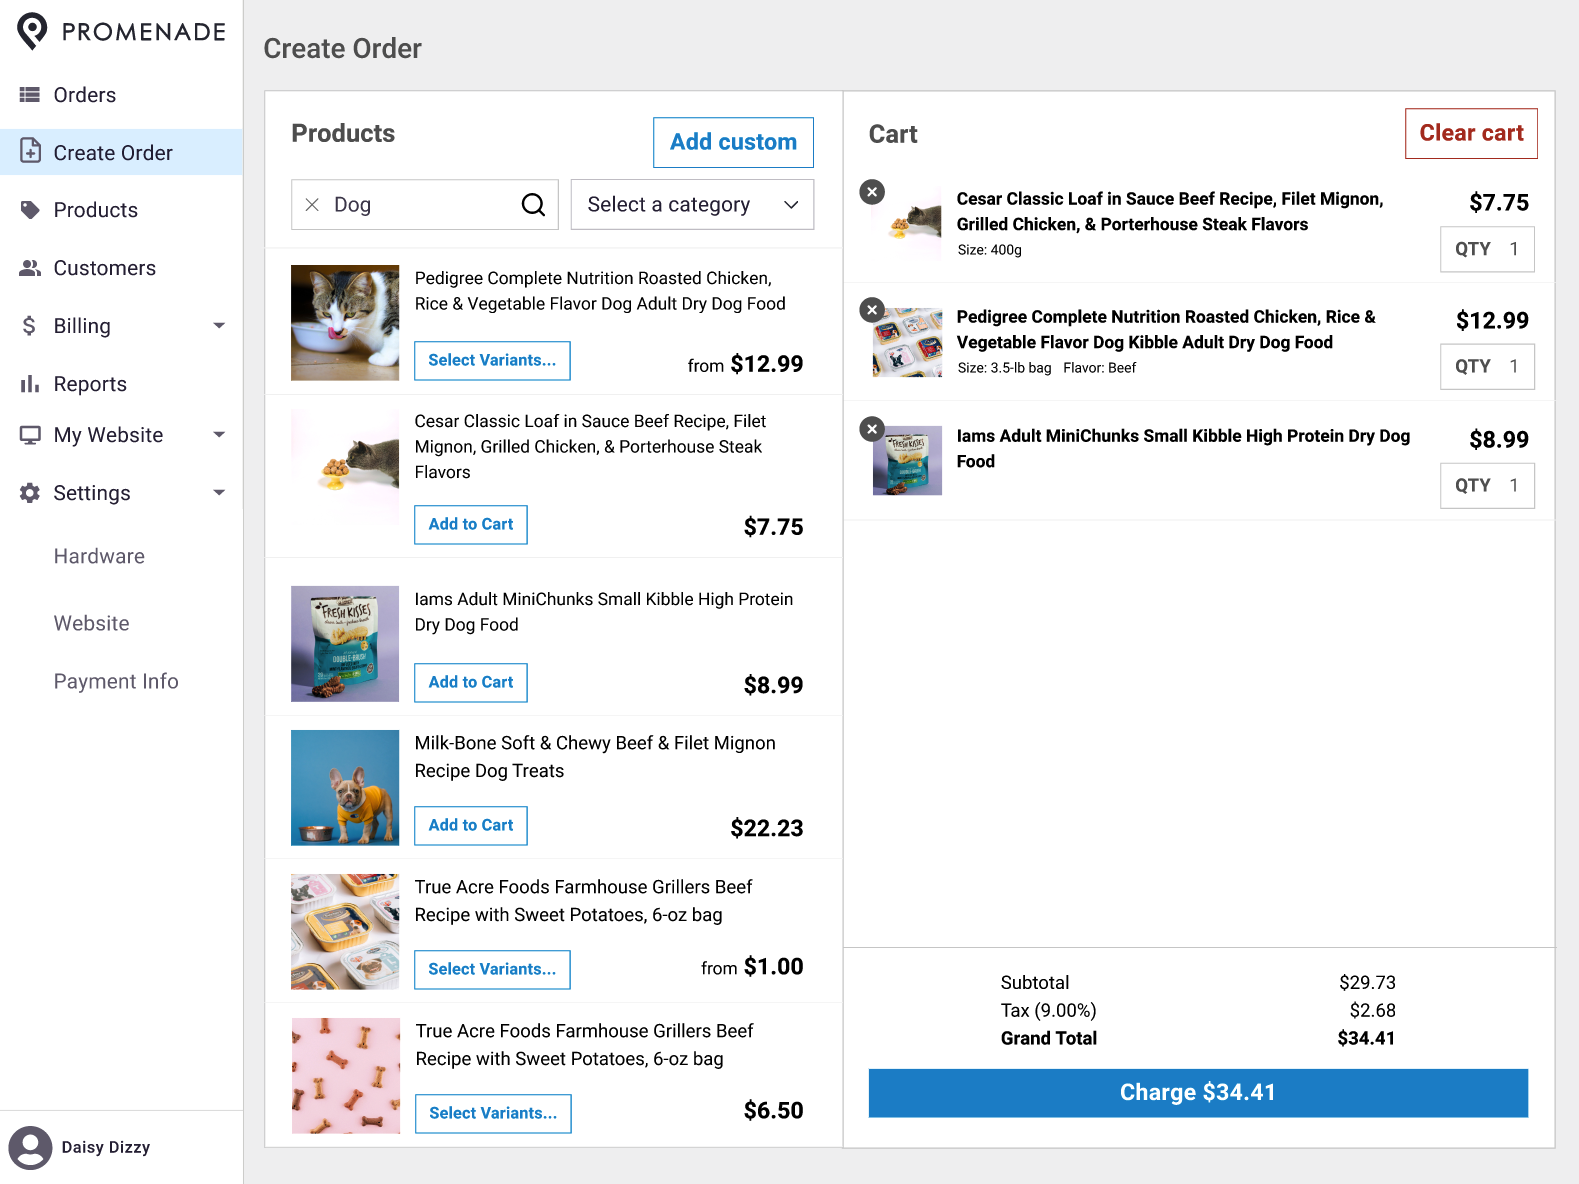 PROMENADE
Orders
Create Order
Products
Customers
Billing
Reports
My Website
Settings
Hardware
Website
Payment Info
Daisy Dizzy
Create Order
Products
Add custom
Dog
Select a category
Pedigree Complete Nutrition Roasted Chicken,
Rice & Vegetable Flavor Dog Adult Dry Dog Food
Select Variants...
from $12.99
Cesar Classic Loaf in Sauce Beef Recipe, Filet
Mignon, Grilled Chicken, & Porterhouse Steak
Flavors
Add to Cart
$7.75
FRESH KISSES
DOUBLE-BRUSH
Iams Adult MiniChunks Small Kibble High Protein
Dry Dog Food
Add to Cart
$8.99
Milk-Bone Soft & Chewy Beef & Filet Mignon
Recipe Dog Treats
Add to Cart
$22.23
True Acre Foods Farmhouse Grillers Beef
Recipe with Sweet Potatoes, 6-oz bag
Select Variants...
from $1.00
True Acre Foods Farmhouse Grillers Beef
Recipe with Sweet Potatoes, 6-oz bag
Select Variants...
$6.50
Cart
Clear cart
Cesar Classic Loaf in Sauce Beef Recipe, Filet Mignon,
Grilled Chicken, & Porterhouse Steak Flavors
Size: 400g
$7.75
QTY 1
Pedigree Complete Nutrition Roasted Chicken, Rice &
Vegetable Flavor Dog Kibble Adult Dry Dog Food
Size: 3.5-lb bag Flavor: Beef
$12.99
QTY 1
FRESH KISSES
Iams Adult MiniChunks Small Kibble High Protein Dry Dog
Food
$8.99
QTY 1
Subtotal $29.73
Tax (9.00%) $2.68
Grand Total $34.41
Charge $34.41